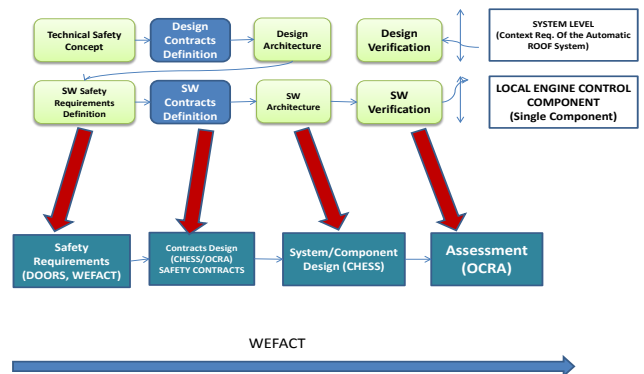 Technical Safety
Concept
Design
Contracts
Definition
Design
Architecture
Design
Verification
SYSTEM LEVEL
(Context Req. Of the Automatic
ROOF System)
SW Safety
Requirements
Definition
SW
Contracts
Definition
SW
Architecture
SW
Verification
LOCAL ENGINE CONTROL
COMPONENT
(Single Component)
Safety
Requirements
(DOORS, WEFACT)
Contracts Design
(CHESS/OCRA)
SAFETY CONTRACTS
System/Component
Design (CHESS)
Assessment
(OCRA)
WEFACT